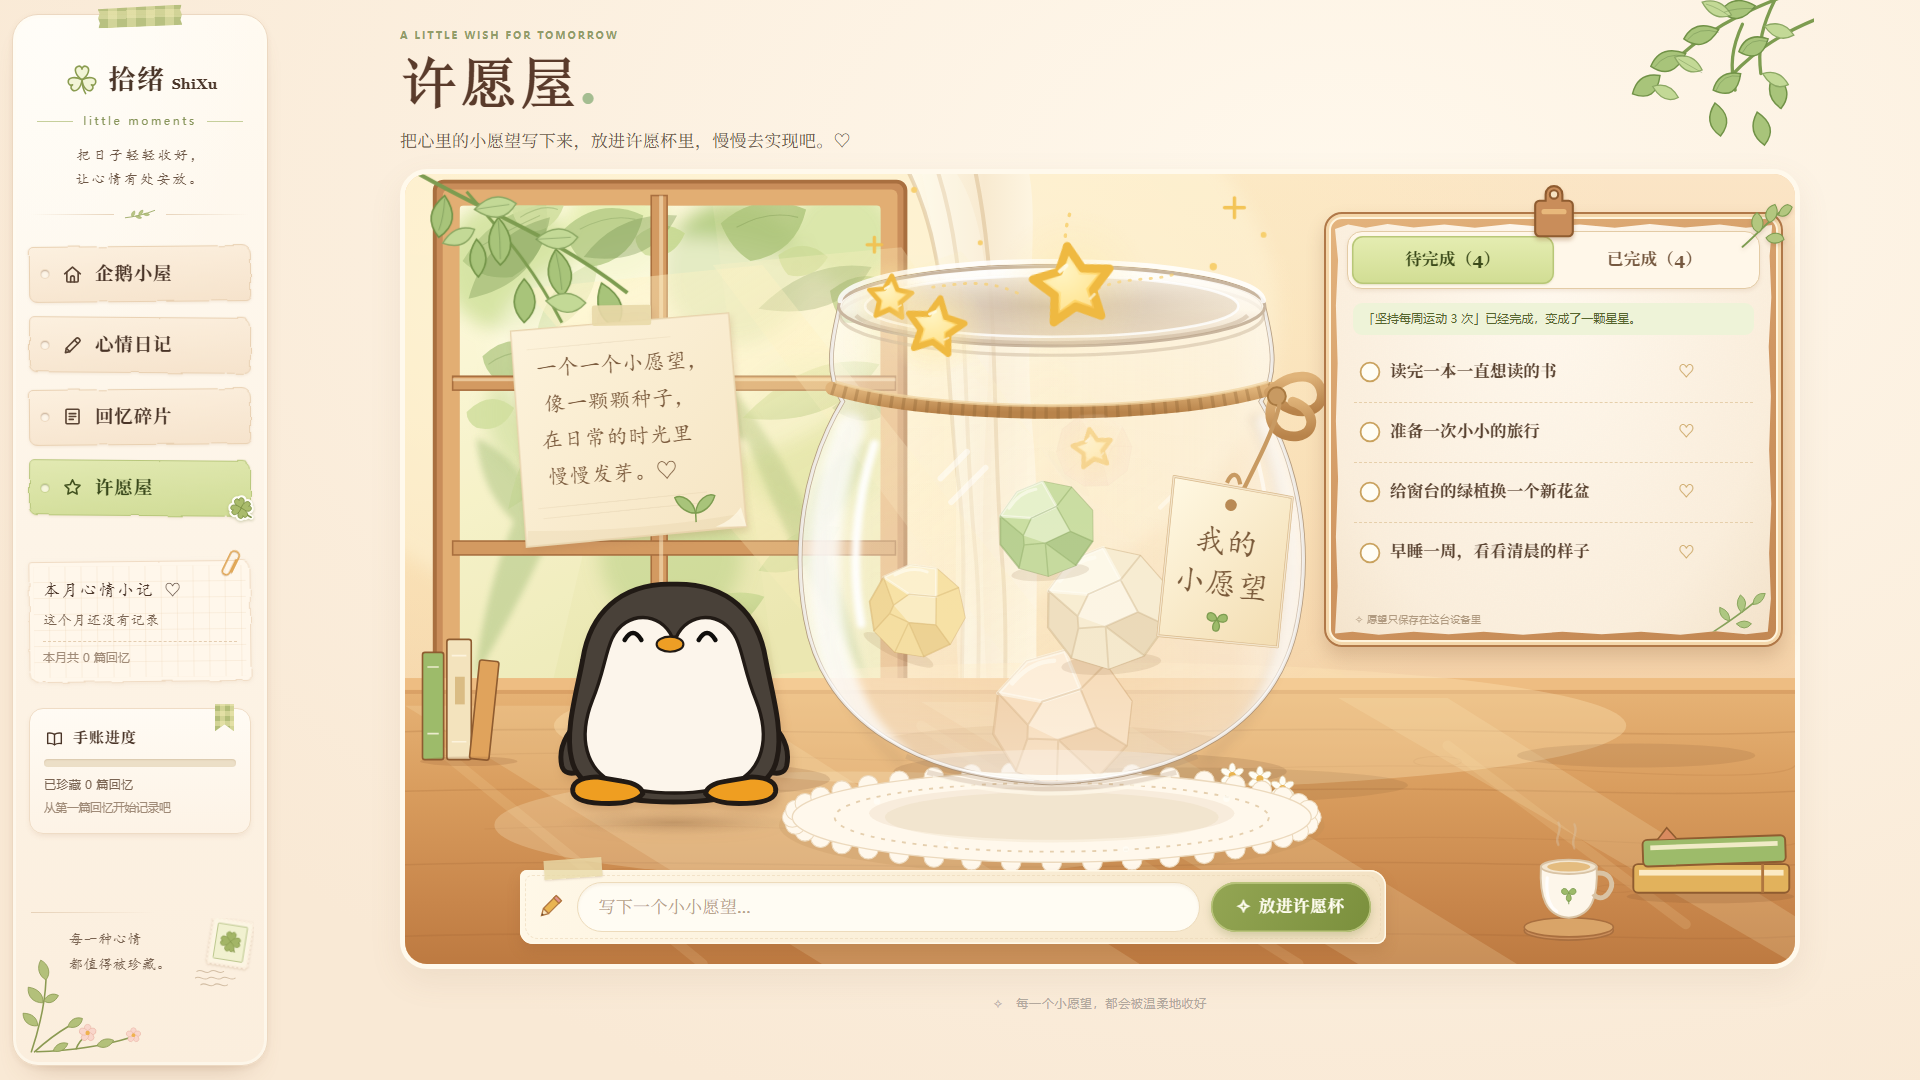 拾绪 ShiXu
little moments
把日子轻轻收好，
让心情有处安放。
企鹅小屋
心情日记
回忆碎片
许愿屋
本月心情小记 ♡
这个月还没有记录
本月共 0 篇回忆
手账进度
已珍藏 0 篇回忆
从第一篇回忆开始记录吧
每一种心情
都值得被珍藏。
A LITTLE WISH FOR TOMORROW
许愿屋
把心里的小愿望写下来，放进许愿杯里，慢慢去实现吧。♡
一个一个小愿望，
像一颗颗种子，
在日常的时光里
慢慢发芽。♡
我的
小愿望
待完成（4）
已完成（4）
「坚持每周运动 3 次」已经完成，变成了一颗星星。
读完一本一直想读的书
准备一次小小的旅行
给窗台的绿植换一个新花盆
早睡一周，看看清晨的样子
✧ 愿望只保存在这台设备里
写下一个小小愿望...
✧ 放进许愿杯
✧ 每一个小愿望，都会被温柔地收好